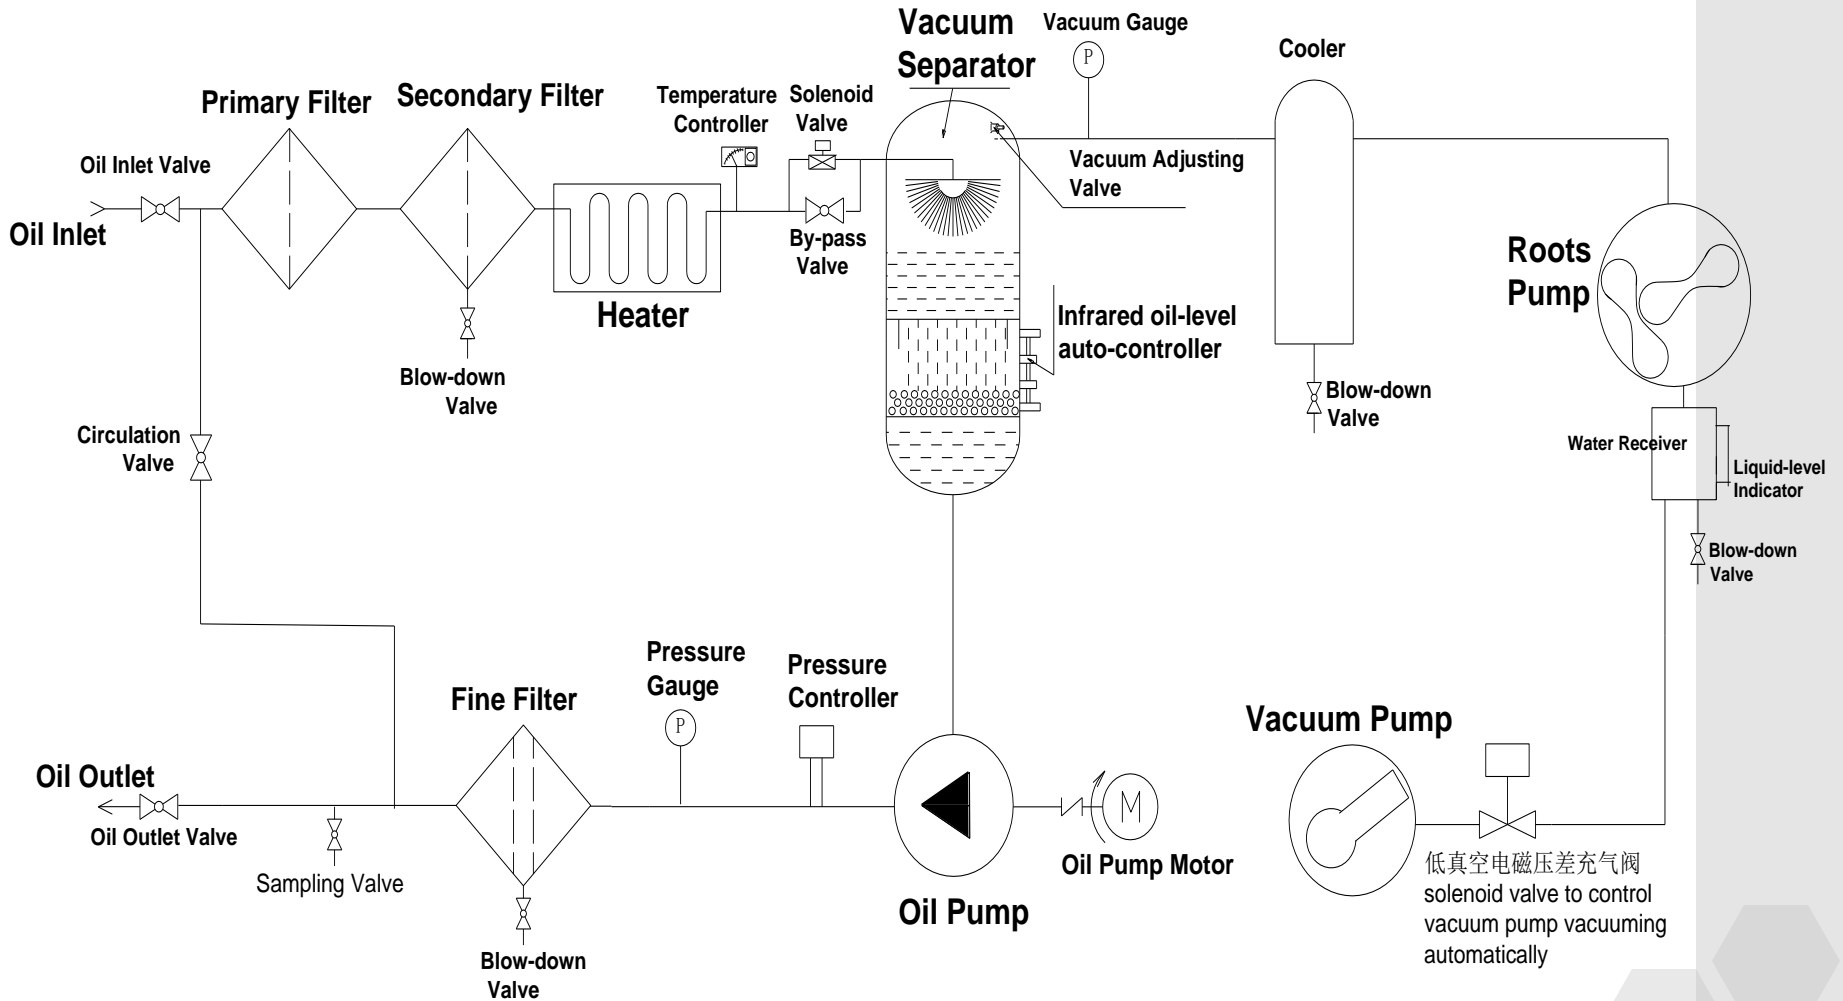 Vacuum
Separator
Vacuum Gauge
P
Cooler
Primary Filter
Secondary Filter
Temperature
Controller
Solenoid
Valve
Oil Inlet Valve
Oil Inlet
Vacuum Adjusting
Valve
By-pass
Valve
Heater
Roots
Pump
Infrared oil-level
auto-controller
Blow-down
Valve
Blow-down
Valve
Circulation
Valve
Water Receiver
Liquid-level
Indicator
Blow-down
Valve
Pressure
Gauge
P
Pressure
Controller
Fine Filter
Vacuum Pump
Oil Outlet
Oil Outlet Valve
Sampling Valve
M
Oil Pump Motor
Oil Pump
低真空电磁压差充气阀
solenoid valve to control
vacuum pump vacuuming
automatically
Blow-down
Valve